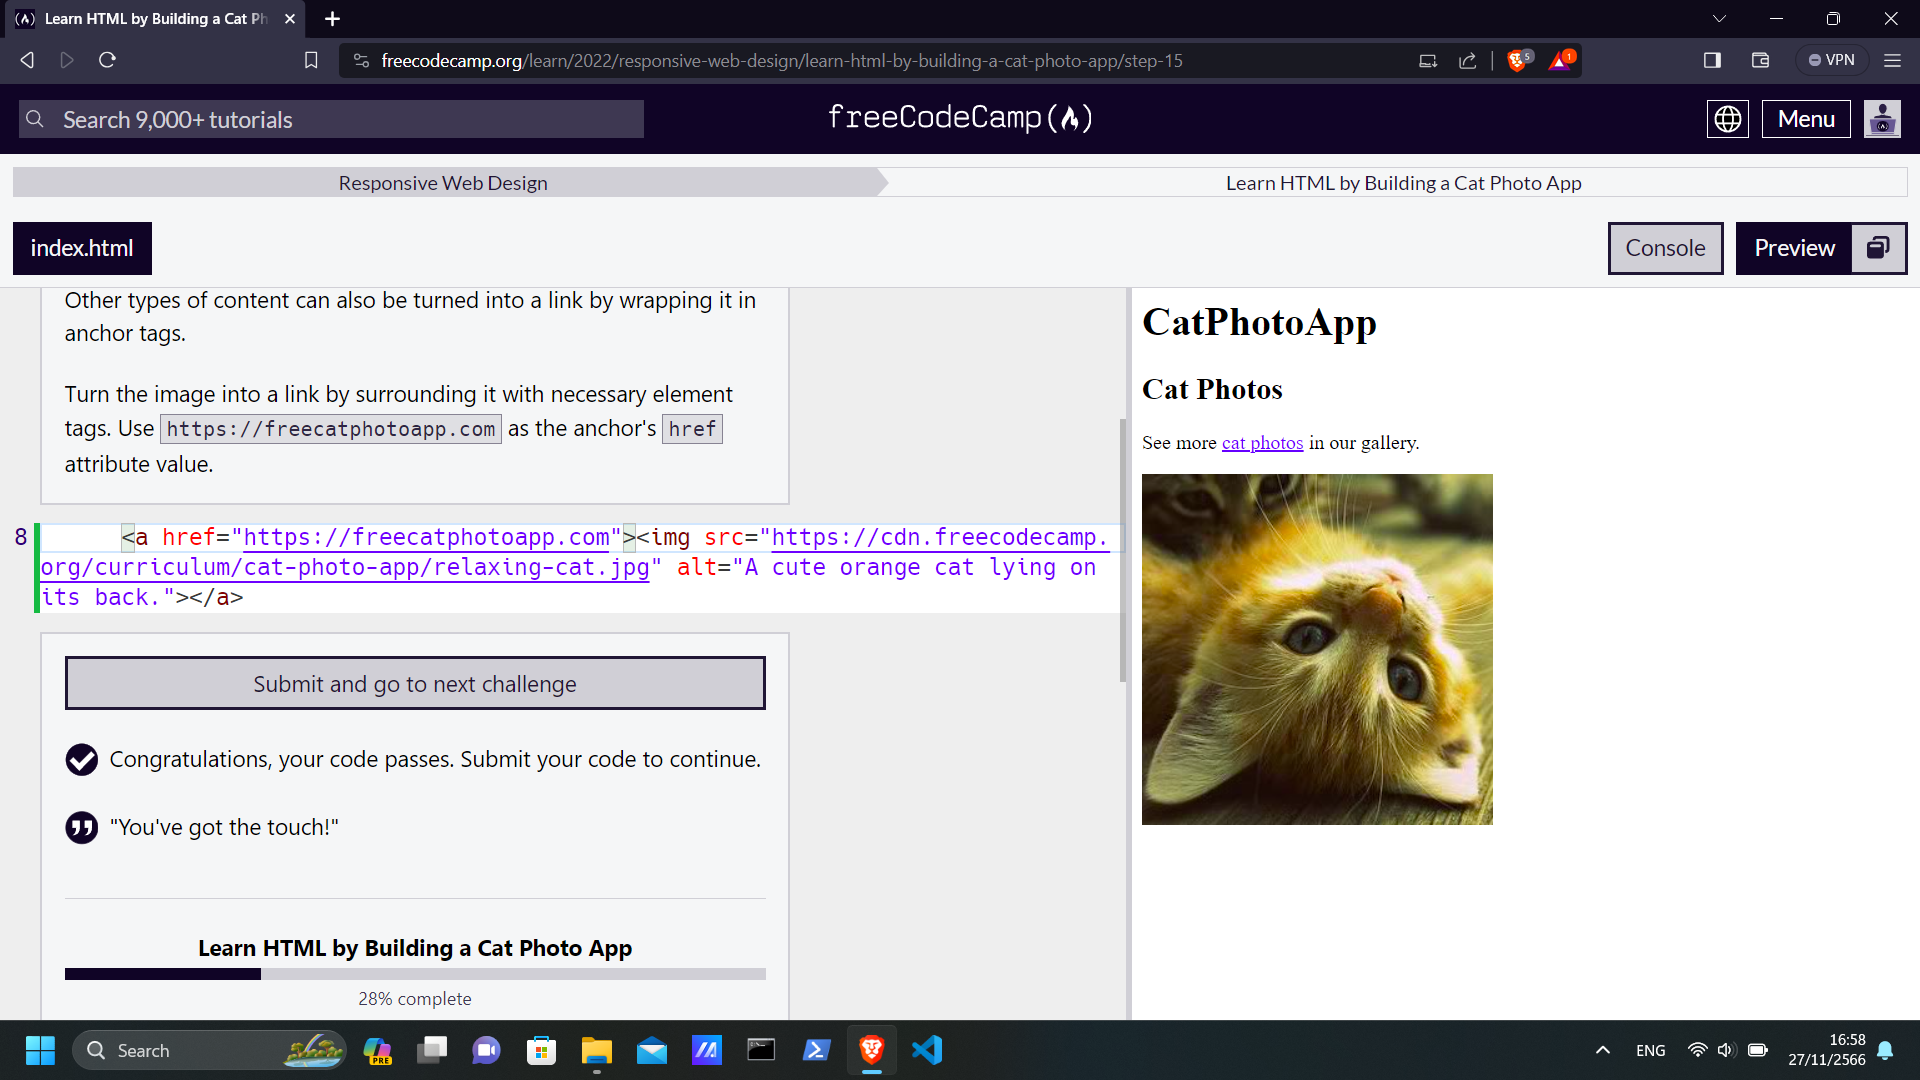 Learn HTML by Building a Cat Ph
freecodecamp.org/learn/2022/responsive-web-design/learn-html-by-building-a-cat-photo-app/step-15
5
1
VPN
Search 9,000+ tutorials
freeCodeCamp
Menu
Responsive Web Design
Learn HTML by Building a Cat Photo App
index.html
Console
Preview
Other types of content can also be turned into a link by wrapping it in
anchor tags.
Turn the image into a link by surrounding it with necessary element
tags. Use https://freecatphotoapp.com as the anchor's href
attribute value.
8 <a href="https://freecatphotoapp.com"><img src="https://cdn.freecodecamp.
org/curriculum/cat-photo-app/relaxing-cat.jpg" alt="A cute orange cat lying on
its back."></a>
Submit and go to next challenge
Congratulations, your code passes. Submit your code to continue.
"You've got the touch!"
Learn HTML by Building a Cat Photo App
28% complete
CatPhotoApp
Cat Photos
See more cat photos in our gallery.
Search
PRE
ENG
16:58
27/11/2566